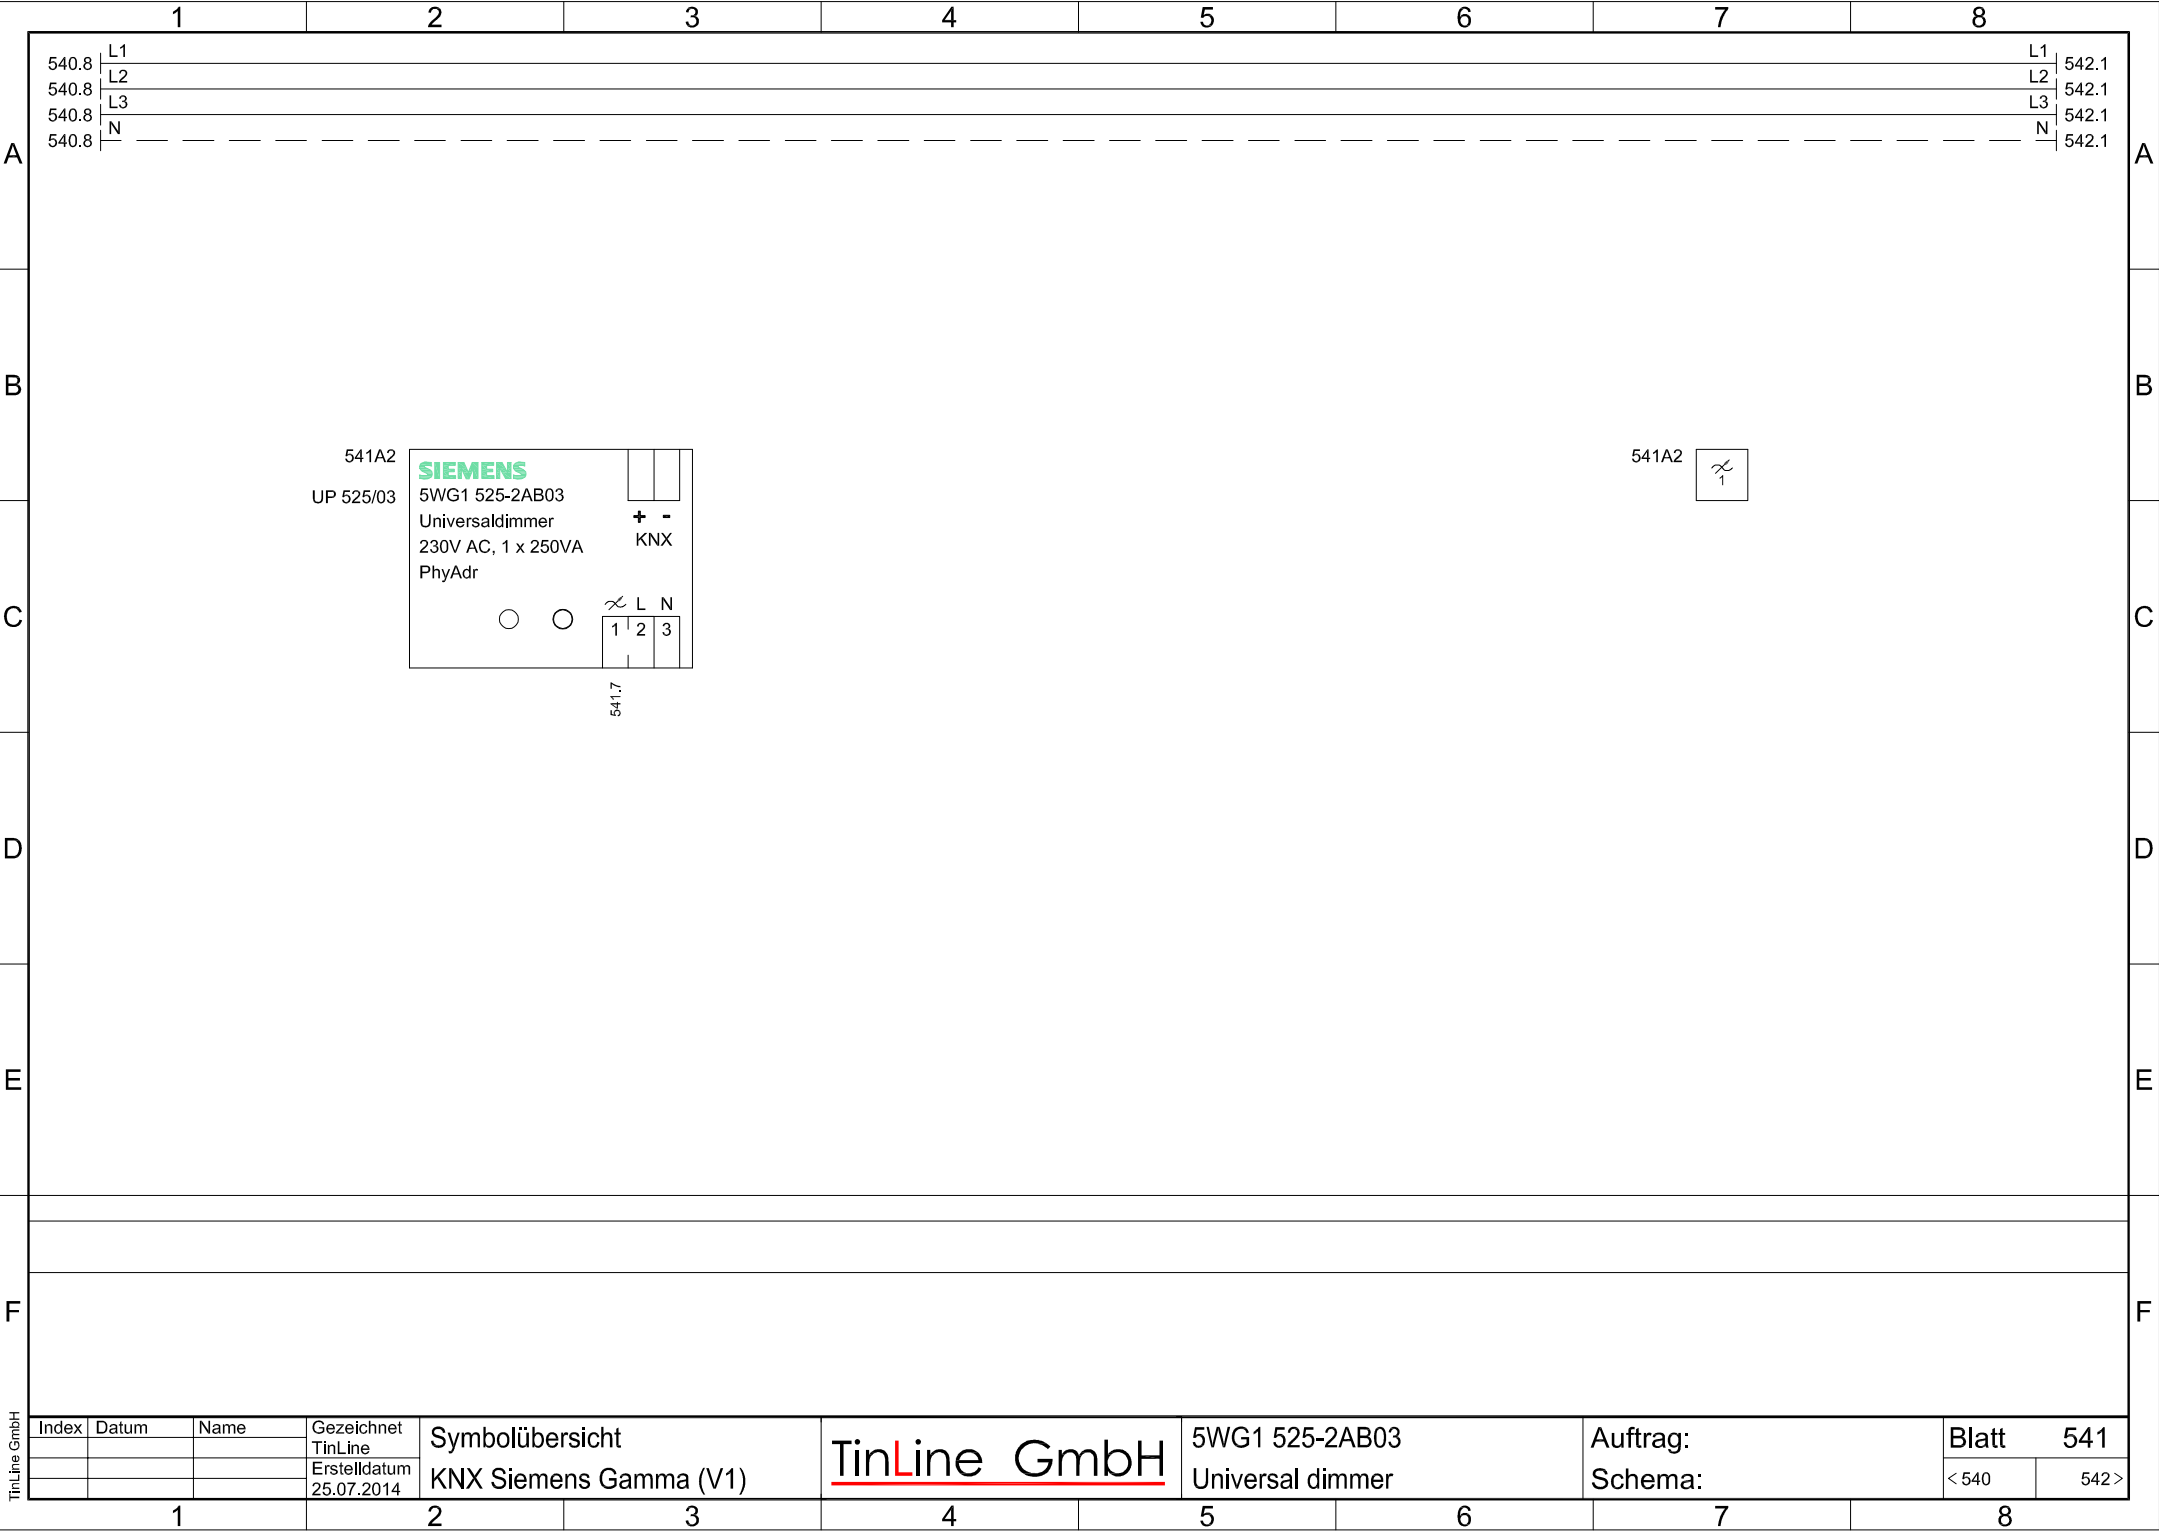 1 2 3 4 5 6 7 8
540.8 L1 L1 542.1
540.8 L2 L2 542.1
540.8 L3 L3 542.1
540.8 N N 542.1
A A
B B
541A2
UP 525/03
SIEMENS
5WG1 525-2AB03
Universaldimmer
230V AC, 1 x 250VA
PhyAdr
+ -
KNX
L N
1 2 3
541.7
541A2
1
C C
D D
E E
F F
TinLine GmbH
Index Datum Name
Gezeichnet
TinLine
Erstelldatum
25.07.2014
Symbolübersicht
KNX Siemens Gamma (V1)
TinLine GmbH
5WG1 525-2AB03
Universal dimmer
Auftrag:
Schema:
Blatt 541
< 540 542 >
1 2 3 4 5 6 7 8